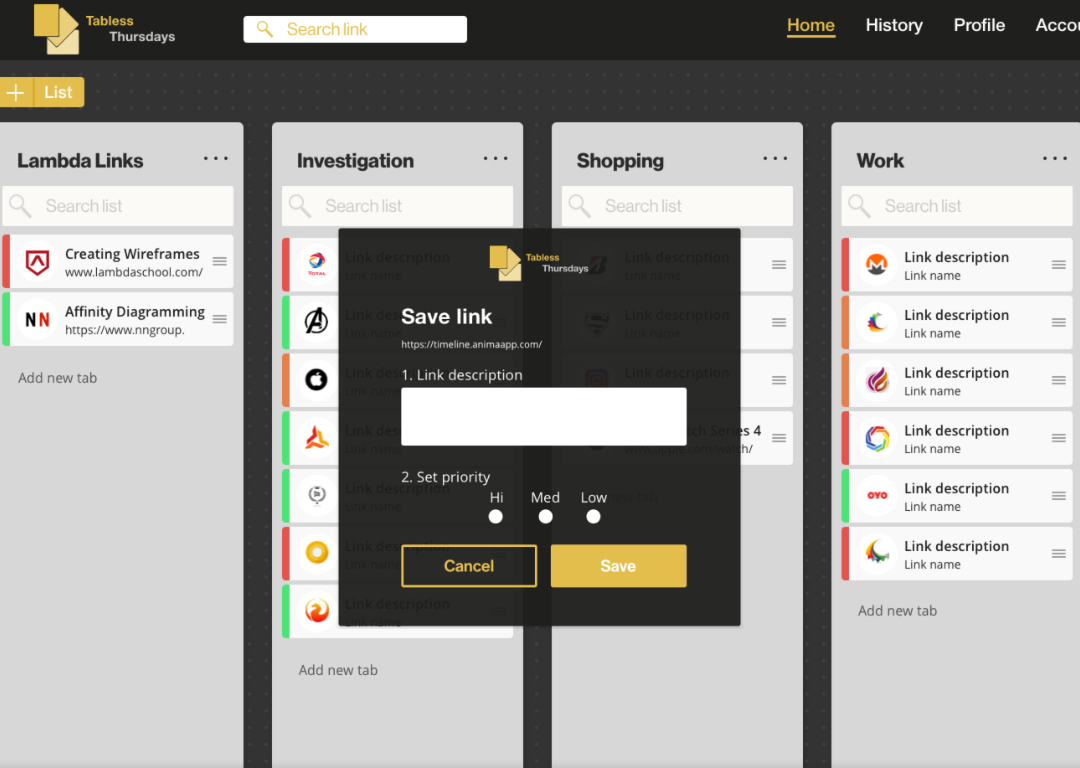 Tabless
Thursdays
Search link
Home
History
Profile
Accou
List
Lambda Links
Search list
Creating Wireframes
www.lambdaschool.com/
Affinity Diagramming
https://www.nngroup.
Add new tab
Investigation
Search list
TOTAL
Link description
Link name
Link description
Link name
Link description
Link name
Link description
Link name
Link description
Link name
Link description
Link name
Link description
Link name
Add new tab
Shopping
Search list
Link description
Link name
Link description
Link name
Link description
Link name
tch Series 4
www.apple.com/watch/
new tab
Work
Search list
Link description
Link name
Link description
Link name
Link description
Link name
Link description
Link name
OYO
Link description
Link name
Link description
Link name
Add new tab
Tabless
Thursdays
Save link
https://timeline.animaapp.com/
1. Link description
2. Set priority
Hi Med Low
Cancel
Save